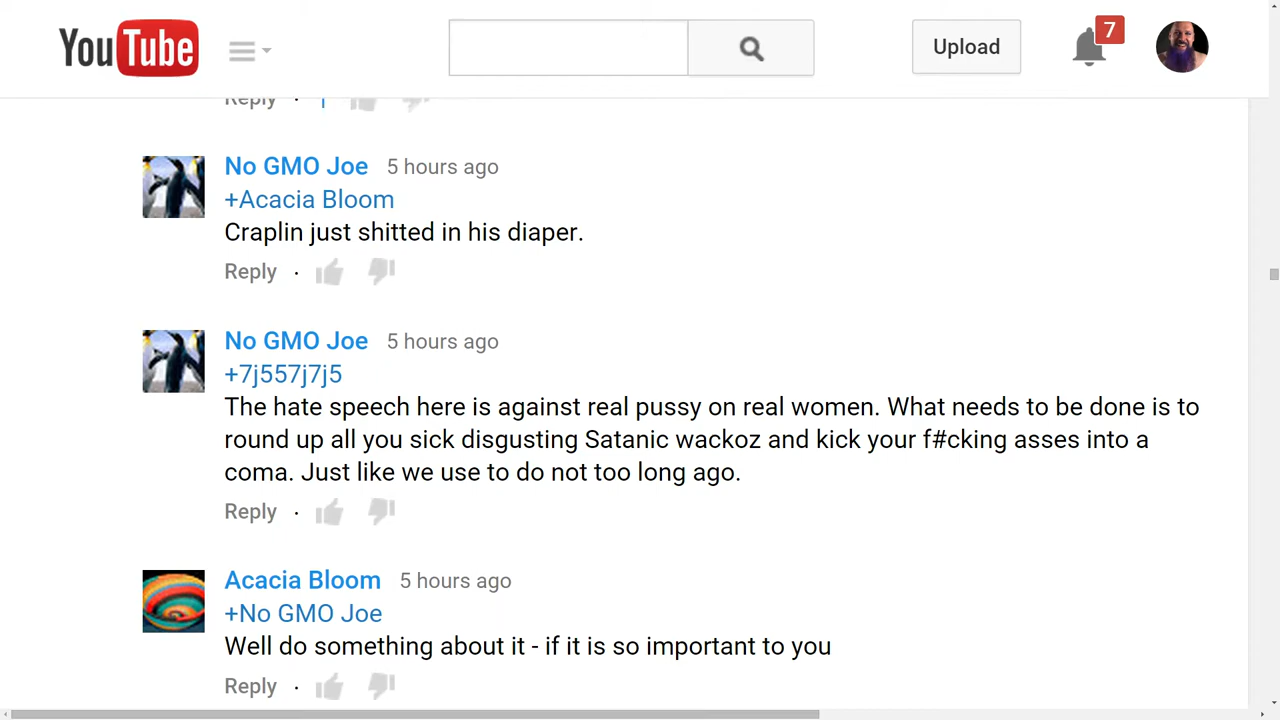 YouTube
Upload
7
Reply ·
No GMO Joe 5 hours ago
+Acacia Bloom
Craplin just shitted in his diaper.
Reply ·
No GMO Joe 5 hours ago
+7j557j7j5
The hate speech here is against real pussy on real women. What needs to be done is to
round up all you sick disgusting Satanic wackoz and kick your f#cking asses into a
coma. Just like we use to do not too long ago.
Reply ·
Acacia Bloom 5 hours ago
+No GMO Joe
Well do something about it - if it is so important to you
Reply ·